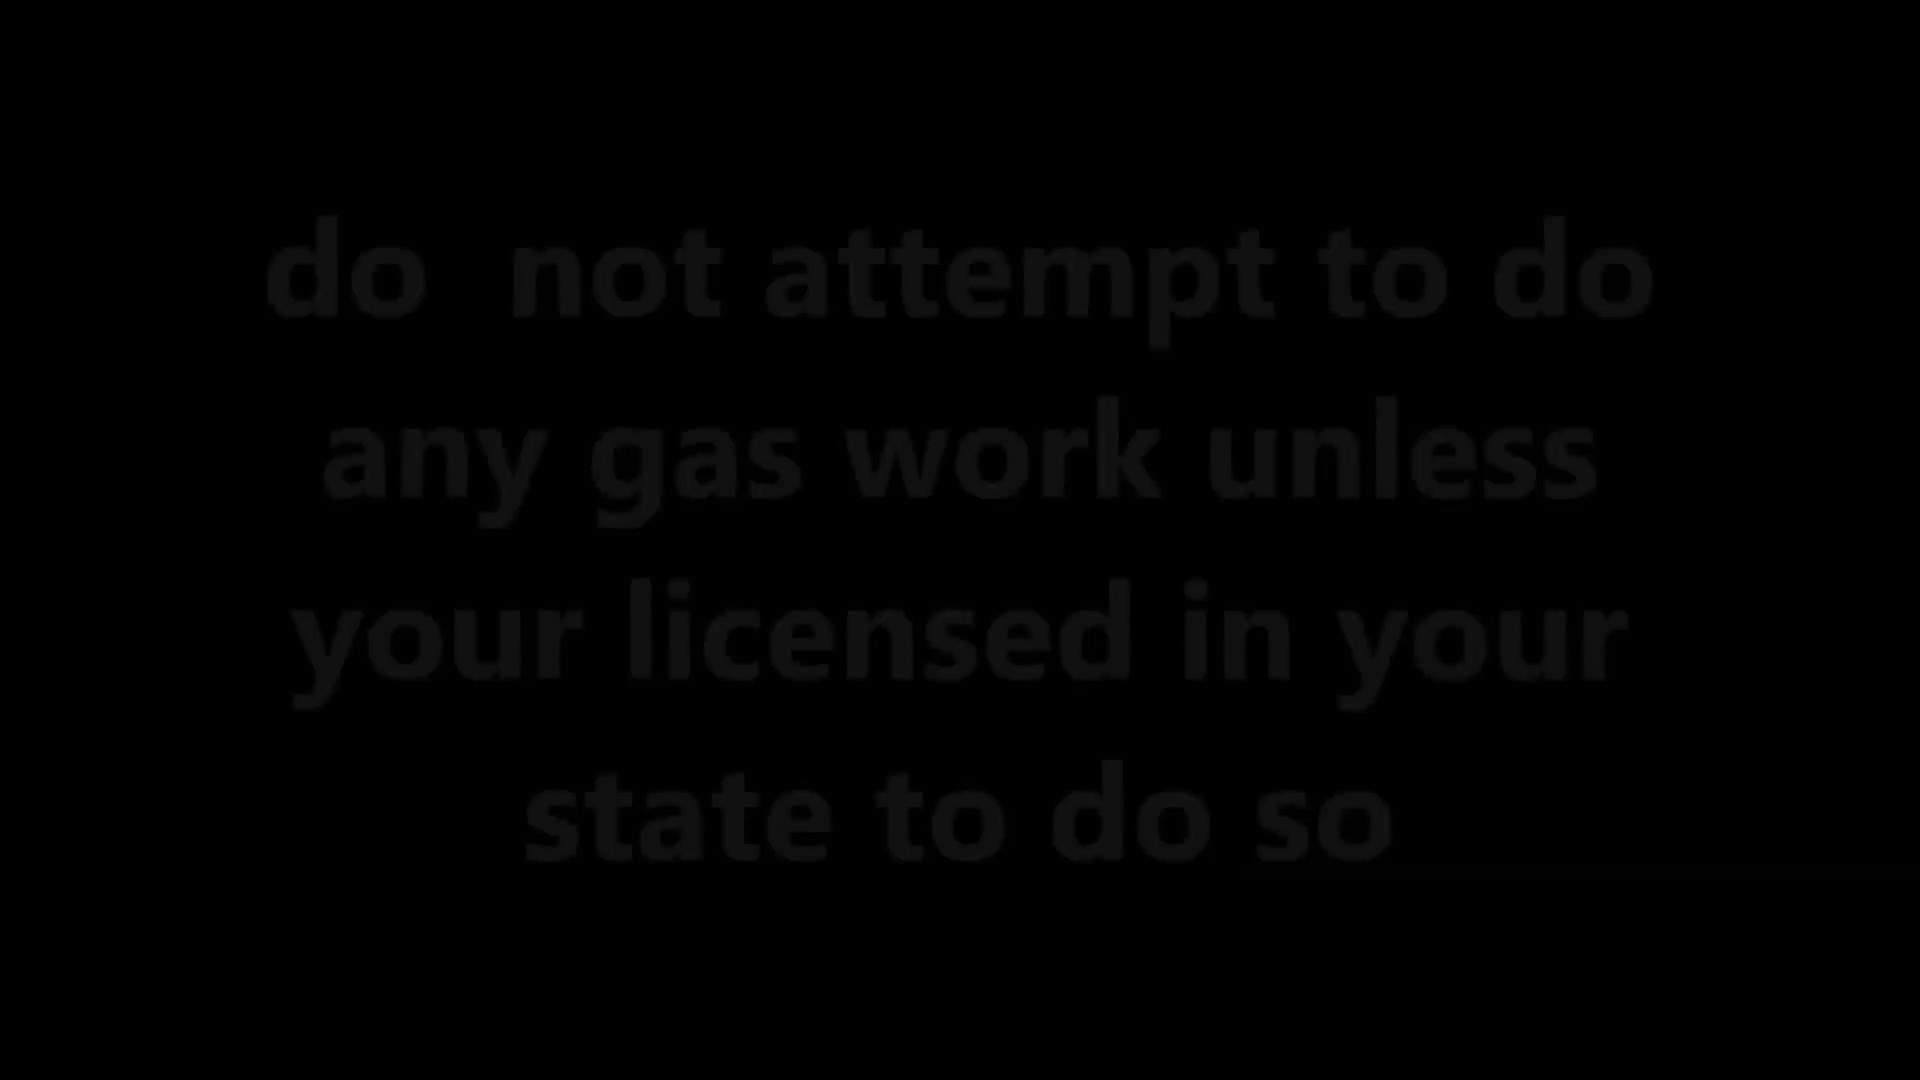 do  not attempt to do
any gas work unless
your licensed in your
state to do so